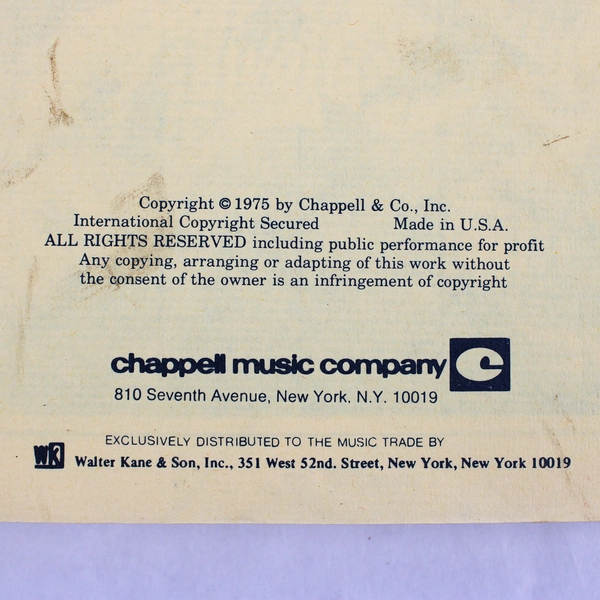 Copyright © 1975 by Chappell & Co., Inc.
International Copyright Secured Made in U.S.A.
ALL RIGHTS RESERVED including public performance for profit
Any copying, arranging or adapting of this work without
the consent of the owner is an infringement of copyright
chappell music company C
810 Seventh Avenue, New York. N.Y. 10019
EXCLUSIVELY DISTRIBUTED TO THE MUSIC TRADE BY
WK Walter Kane & Son, Inc., 351 West 52nd. Street, New York, New York 10019